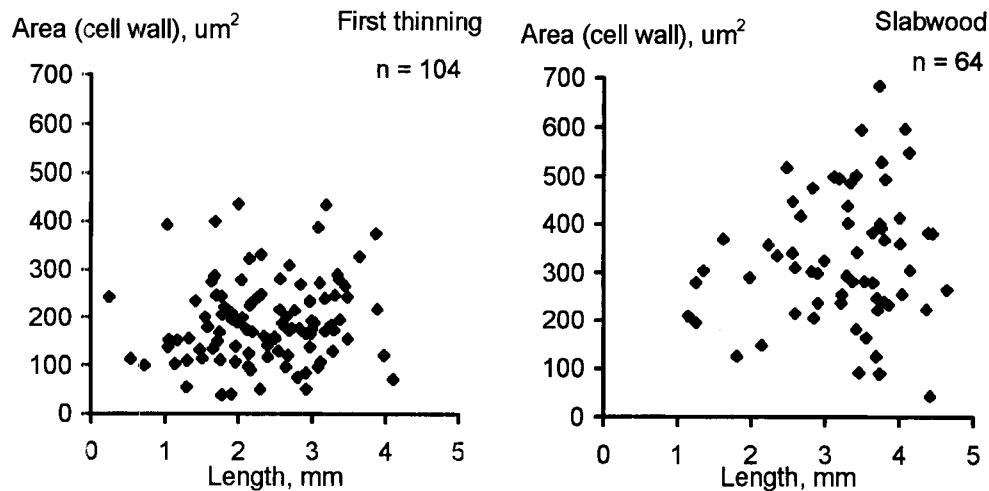 Area (cell wall), um²
First thinning
n = 104
700
600
500
400
300
200
100
0
0 1 2 3 4 5
Length, mm
Area (cell wall), um²
Slabwood
n = 64
700
600
500
400
300
200
100
0
0 1 2 3 4 5
Length, mm